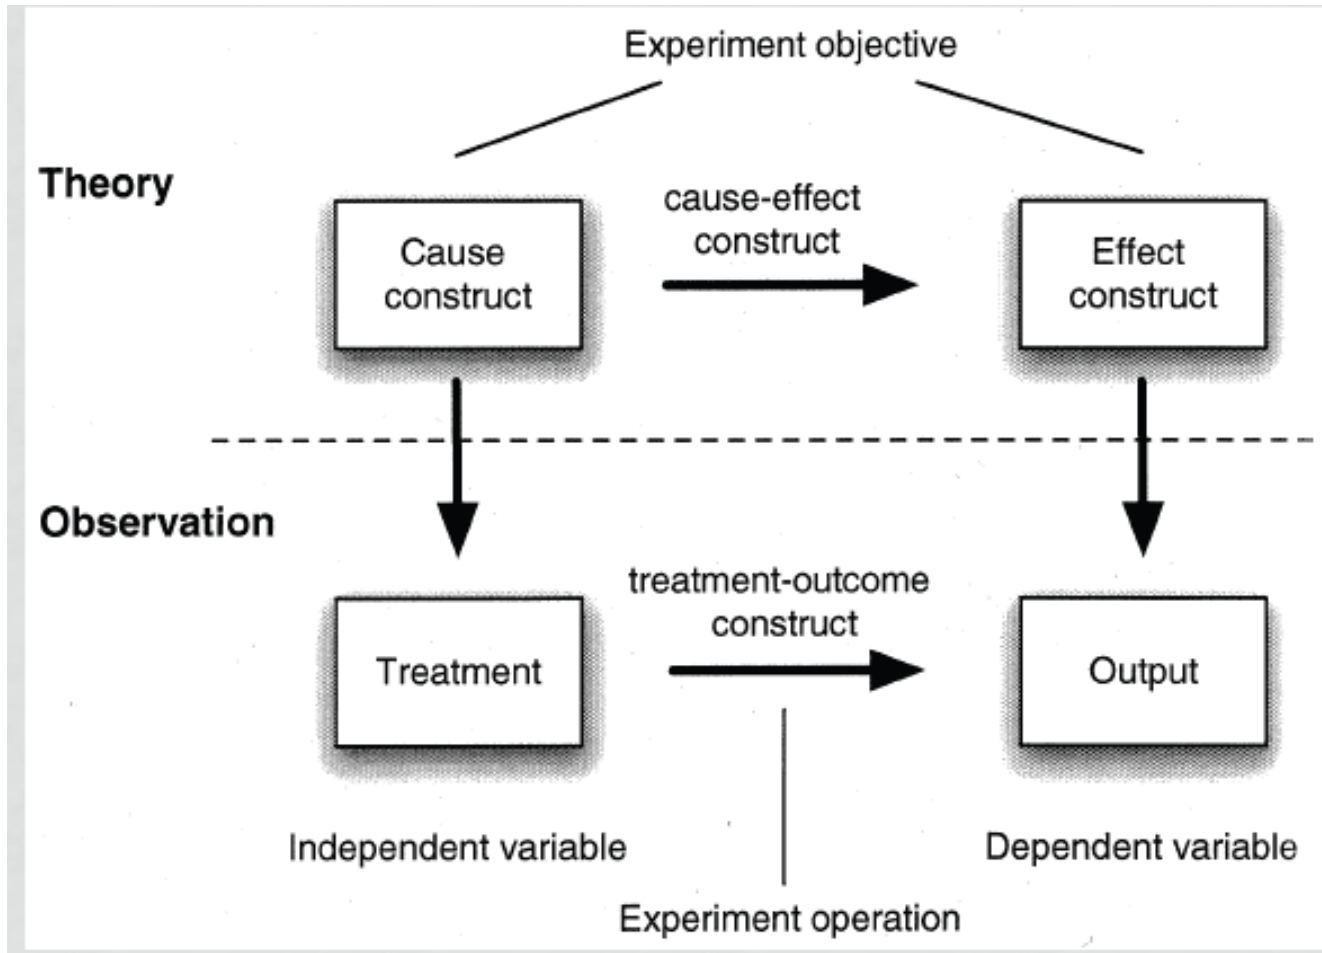 Experiment objective
Theory
cause-effect
construct
Cause
construct
Effect
construct
Observation
treatment-outcome
construct
Treatment
Output
Independent variable
Dependent variable
Experiment operation